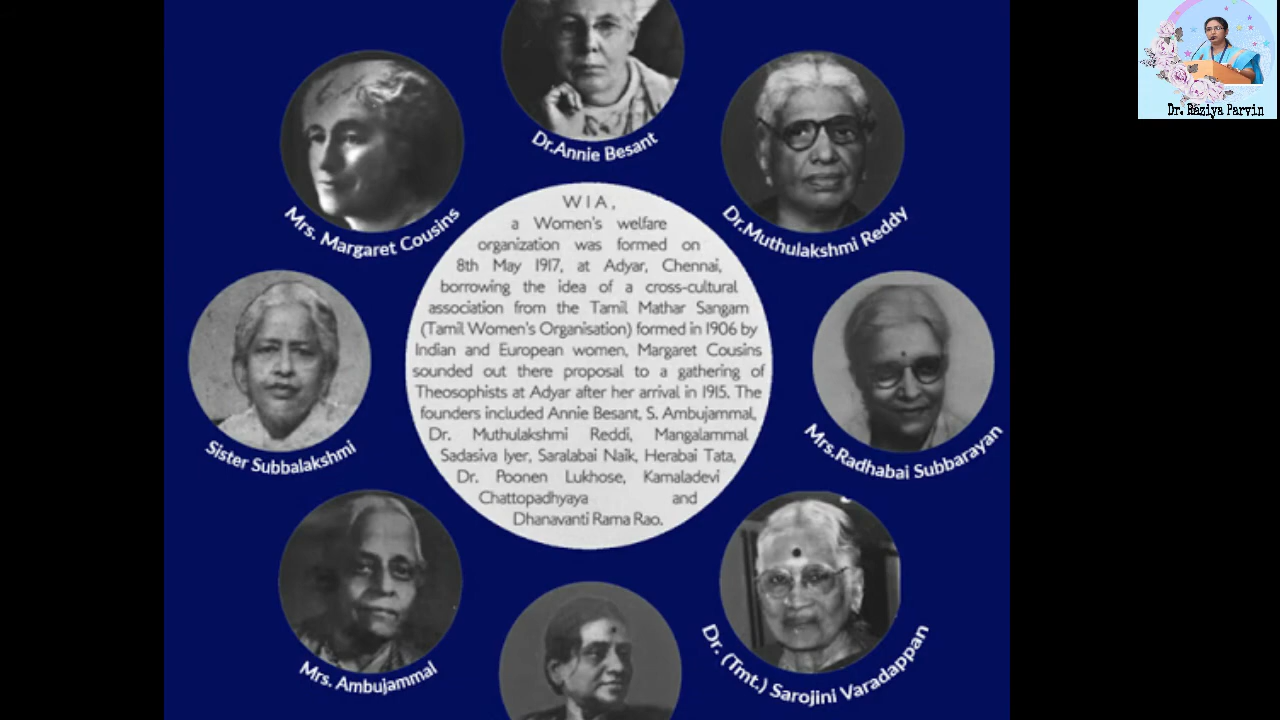 Dr. Raziya Parvin
Dr.Annie Besant
Mrs. Margaret Cousins
Dr.Muthulakshmi Reddy
WIA,
a Women's welfare
organization was formed on
8th May 1917, at Adyar, Chennai,
borrowing the idea of a cross-cultural
association from the Tamil Mathar Sangam
(Tamil Women's Organisation) formed in 1906 by
Indian and European women, Margaret Cousins
sounded out there proposal to a gathering of
Theosophists at Adyar after her arrival in 1915. The
founders included Annie Besant, S. Ambujammal,
Dr. Muthulakshmi Reddi, Mangalammal
Sadasiva Iyer, Saralabai Naik, Herabai Tata,
Dr. Poonen Lukhose, Kamaladevi
Chattopadhyaya and
Dhanavanti Rama Rao.
Sister Subbalakshmi
Mrs.Radhabai Subbarayan
Mrs. Ambujammal
Dr. (Tmt.) Sarojini Varadappan